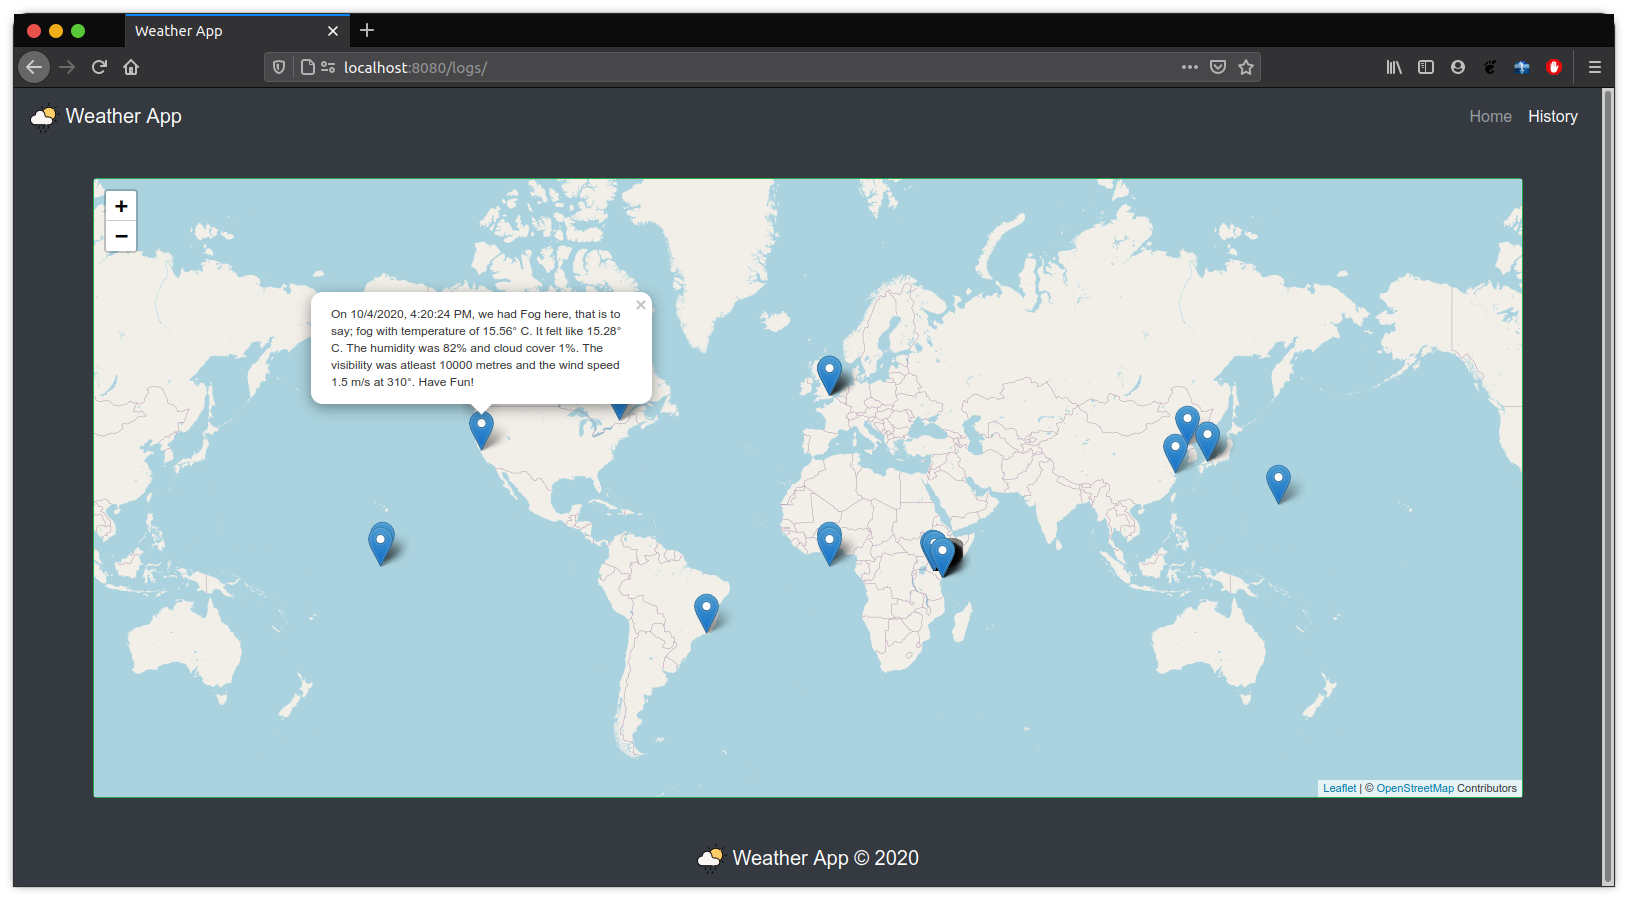 Weather App
localhost:8080/logs/
Weather App
Home
History
+
−
On 10/4/2020, 4:20:24 PM, we had Fog here, that is to
say; fog with temperature of 15.56° C. It felt like 15.28°
C. The humidity was 82% and cloud cover 1%. The
visibility was atleast 10000 metres and the wind speed
1.5 m/s at 310°. Have Fun!
Leaflet | © OpenStreetMap Contributors
Weather App © 2020